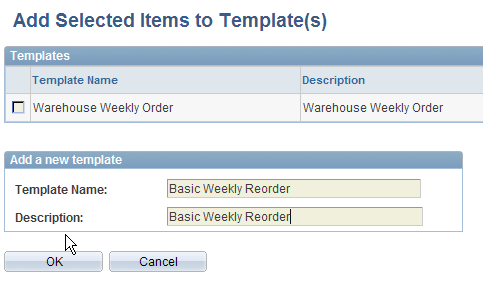 Add Selected Items to Template(s)
Templates
Template Name Description
Warehouse Weekly Order Warehouse Weekly Order
Add a new template
Template Name: Basic Weekly Reorder
Description: Basic Weekly Reorder
OK Cancel